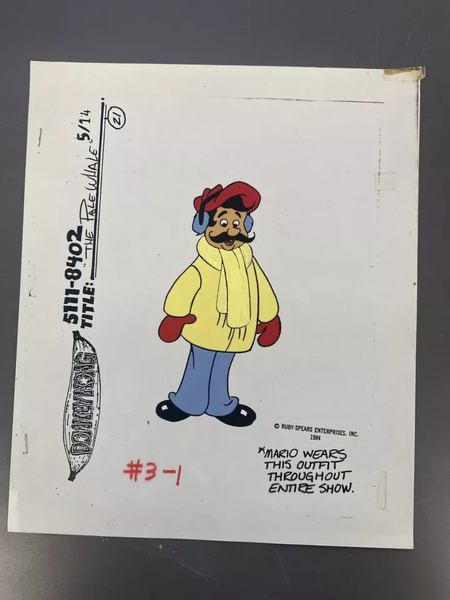 DONKEY KONG
5111-8402
TITLE: "THE PALE WHALE" 5/14
21
© RUBY-SPEARS ENTERPRISES, INC.
1984
*MARIO WEARS
THIS OUTFIT
THROUGHOUT
ENTIRE SHOW.
#3-1